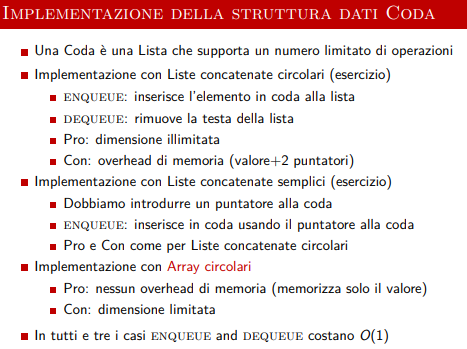 Implementazione della struttura dati Coda
Una Coda è una Lista che supporta un numero limitato di operazioni
Implementazione con Liste concatenate circolari (esercizio)
enqueue: inserisce l'elemento in coda alla lista
dequeue: rimuove la testa della lista
Pro: dimensione illimitata
Con: overhead di memoria (valore+2 puntatori)
Implementazione con Liste concatenate semplici (esercizio)
Dobbiamo introdurre un puntatore alla coda
enqueue: inserisce in coda usando il puntatore alla coda
Pro e Con come per Liste concatenate circolari
Implementazione con Array circolari
Pro: nessun overhead di memoria (memorizza solo il valore)
Con: dimensione limitata
In tutti e tre i casi enqueue and dequeue costano O(1)